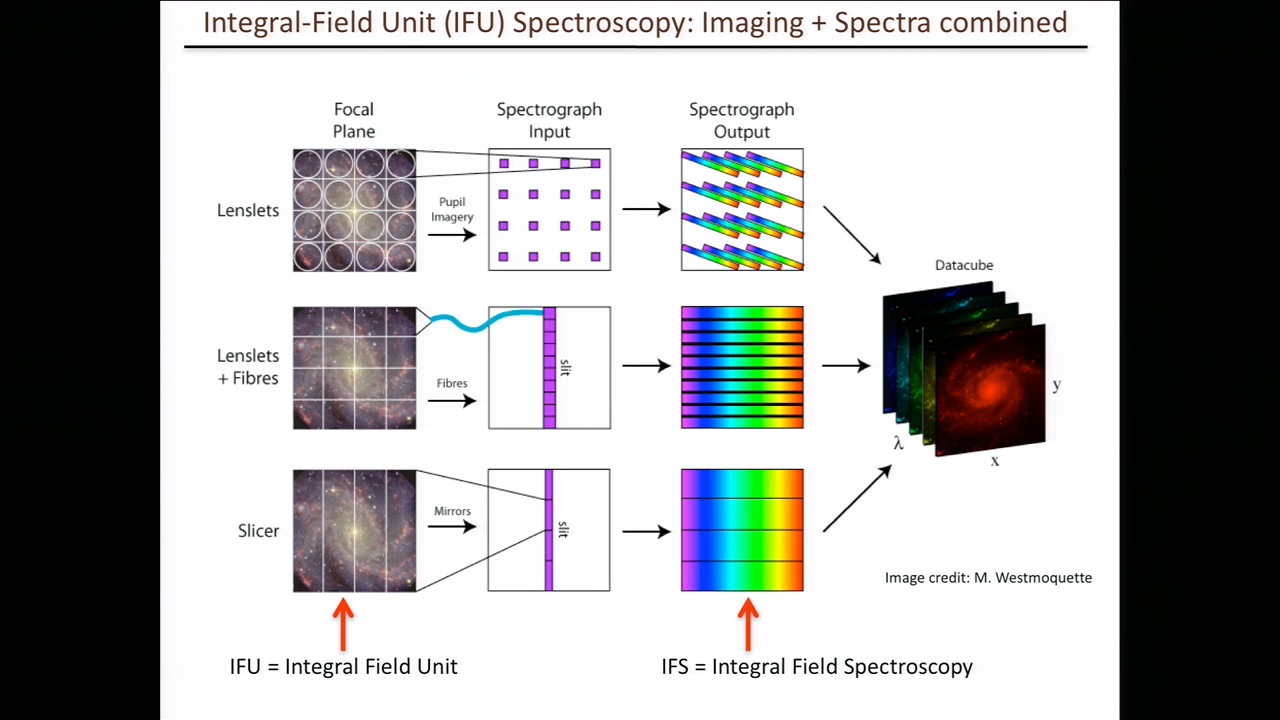 Integral-Field Unit (IFU) Spectroscopy: Imaging + Spectra combined
Focal
Plane
Spectrograph
Input
Spectrograph
Output
Lenslets
Pupil
Imagery
Datacube
Lenslets
+ Fibres
Fibres
slit
y
λ
x
Slicer
Mirrors
slit
Image credit: M. Westmoquette
IFU = Integral Field Unit
IFS = Integral Field Spectroscopy